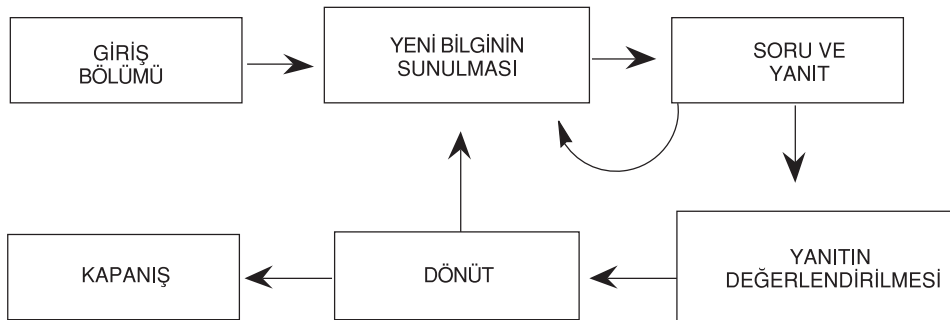 GİRİŞ
BÖLÜMÜ
YENİ BİLGİNİN
SUNULMASI
SORU VE
YANIT
YANITIN
DEĞERLENDİRİLMESİ
DÖNÜT
KAPANIŞ